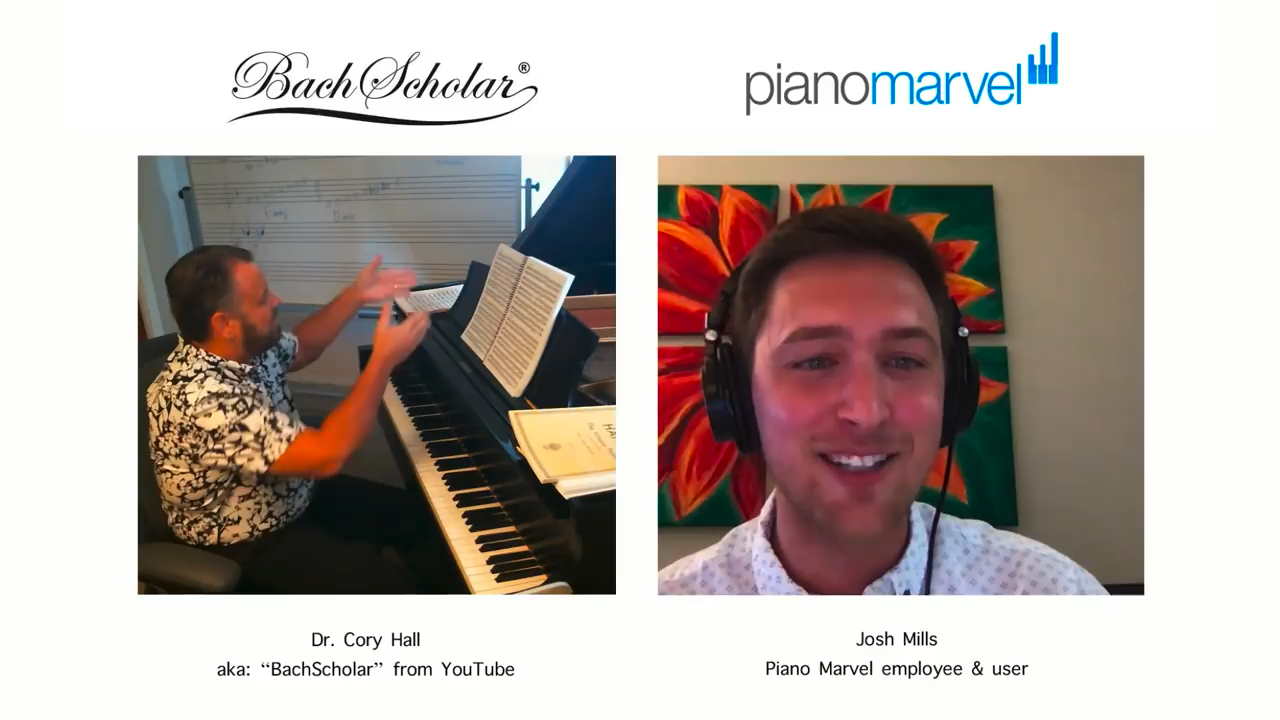 BachScholar®
pianomarvel
Dr. Cory Hall
aka: “BachScholar” from YouTube
Josh Mills
Piano Marvel employee & user